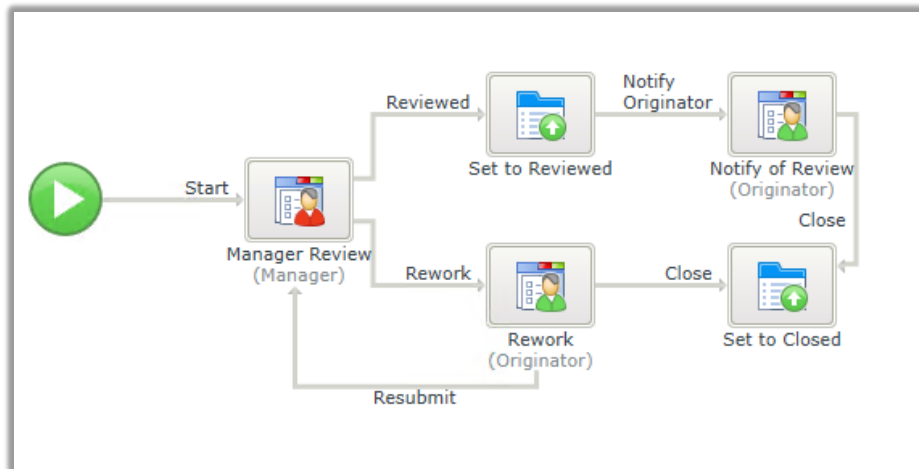 Start
Manager Review
(Manager)
Reviewed
Set to Reviewed
Notify
Originator
Notify of Review
(Originator)
Close
Rework
Rework
(Originator)
Close
Set to Closed
Resubmit